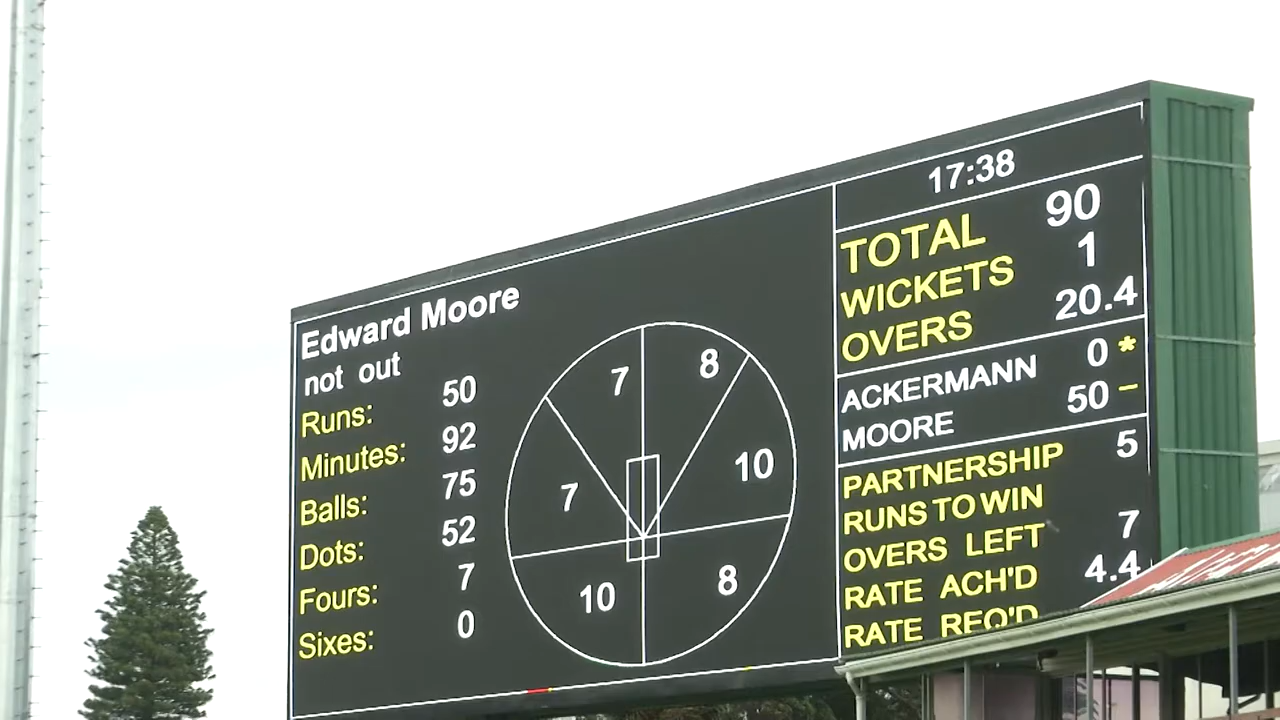 Edward Moore
not out
Runs: 50
Minutes: 92
Balls: 75
Dots: 52
Fours: 7
Sixes: 0
7 8
7 10
10 8
17:38
TOTAL 90
WICKETS 1
OVERS 20.4
ACKERMANN 0 *
MOORE 50 –
PARTNERSHIP 5
RUNS TO WIN
OVERS LEFT 7
RATE ACH'D 4.4
RATE REQ'D